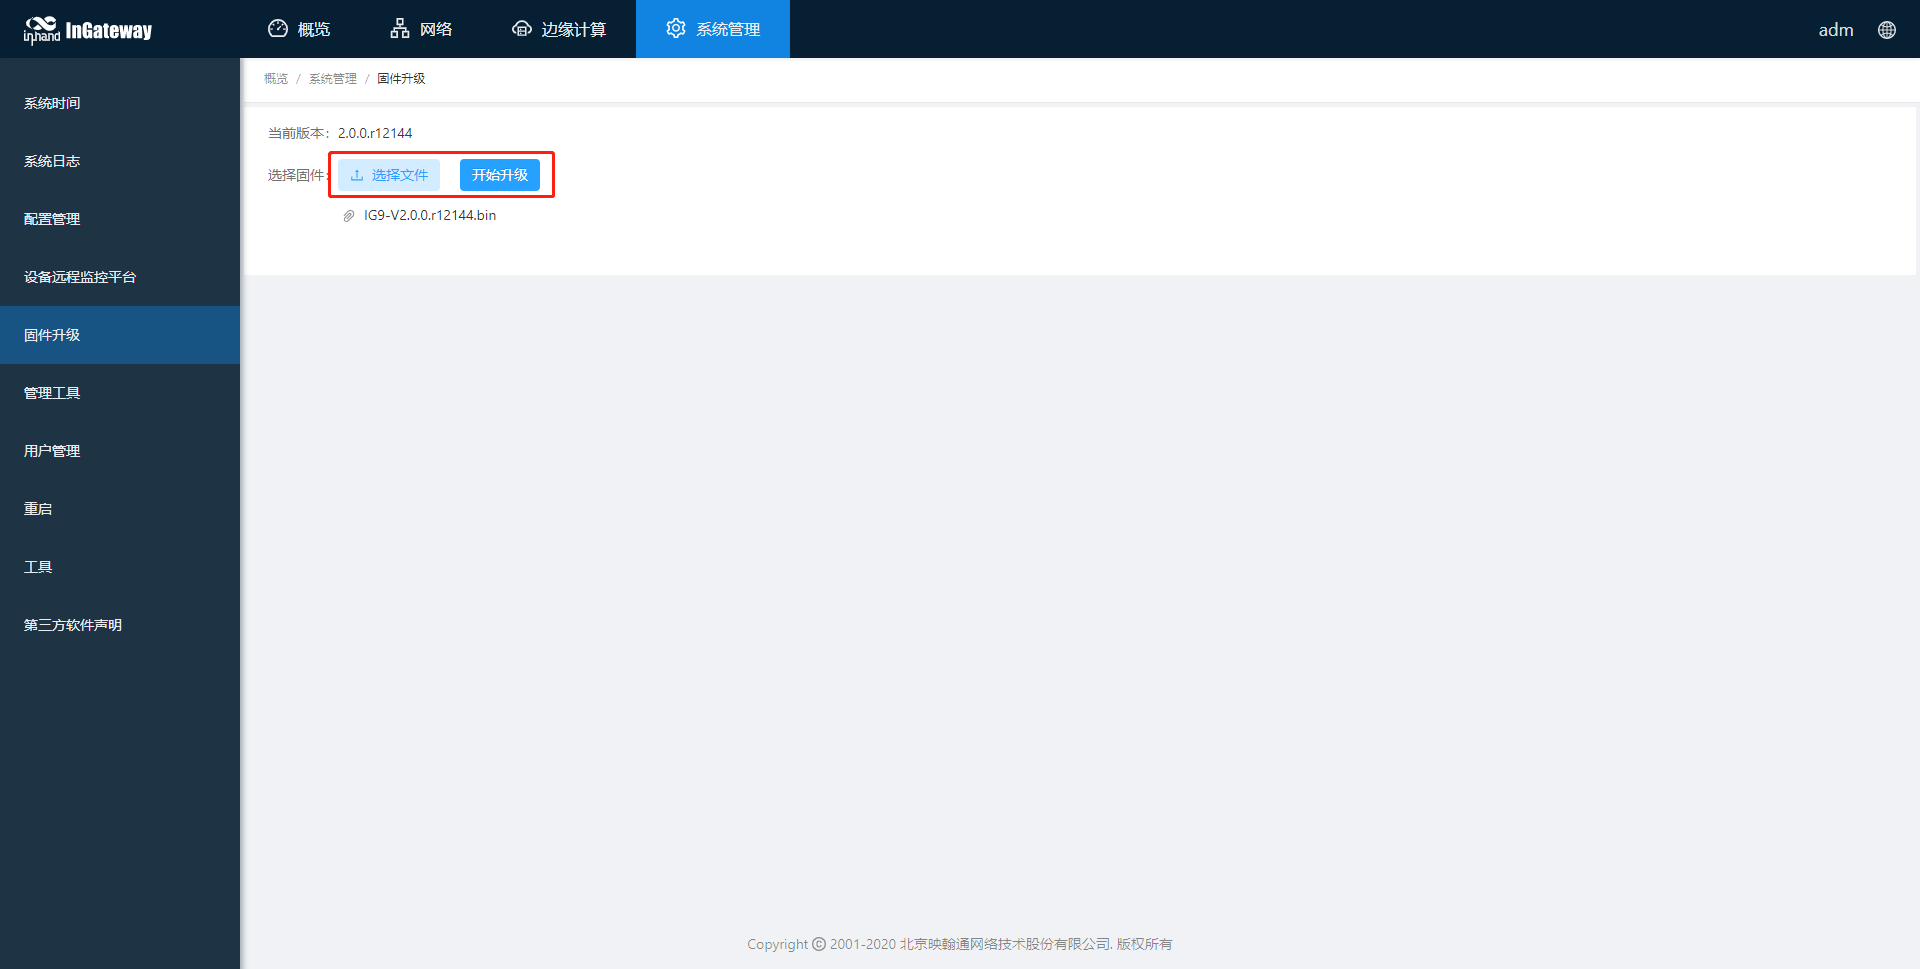 inhand InGateway 概览 网络 边缘计算 系统管理 adm
概览 / 系统管理 / 固件升级
系统时间
系统日志
配置管理
设备远程监控平台
固件升级
管理工具
用户管理
重启
工具
第三方软件声明
当前版本: 2.0.0.r12144
选择固件: 选择文件 开始升级
IG9-V2.0.0.r12144.bin
Copyright © 2001-2020 北京映翰通网络技术股份有限公司. 版权所有